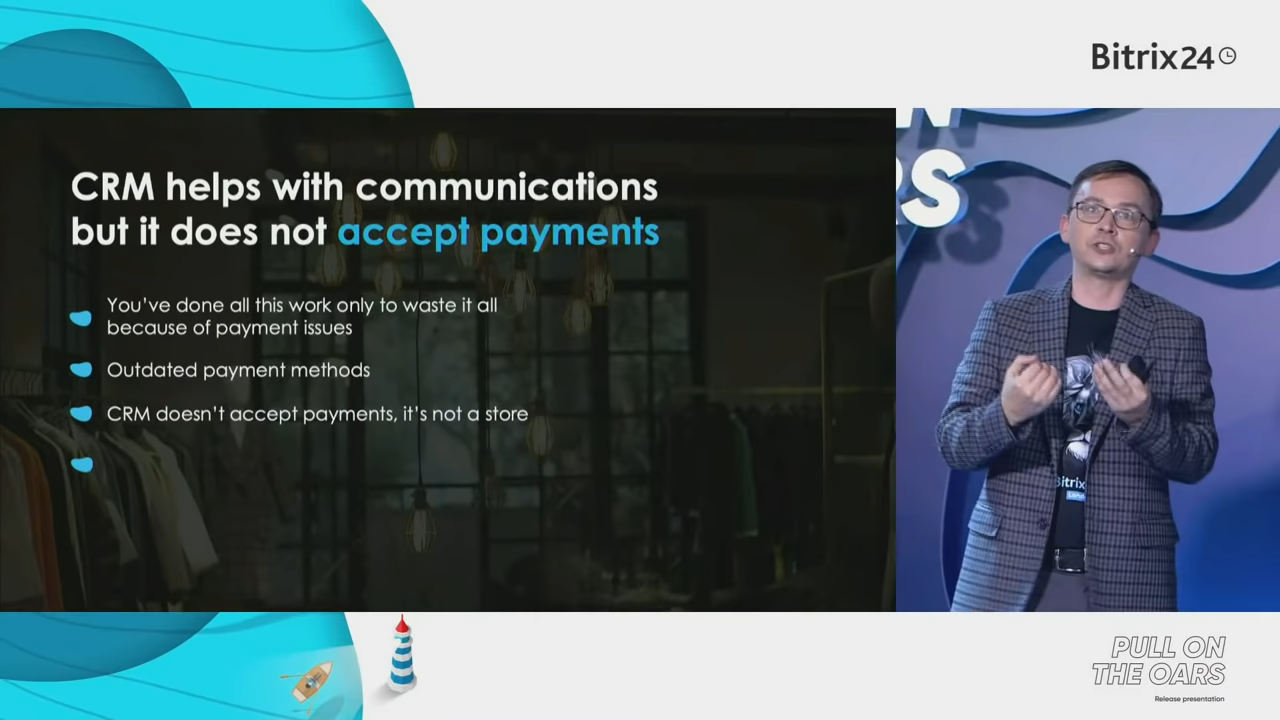 Bitrix24
CRM helps with communications
but it does not accept payments
You've done all this work only to waste it all
because of payment issues
Outdated payment methods
CRM doesn't accept payments, it's not a store
RS
Bitrix
PULL ON
THE OARS
Release presentation